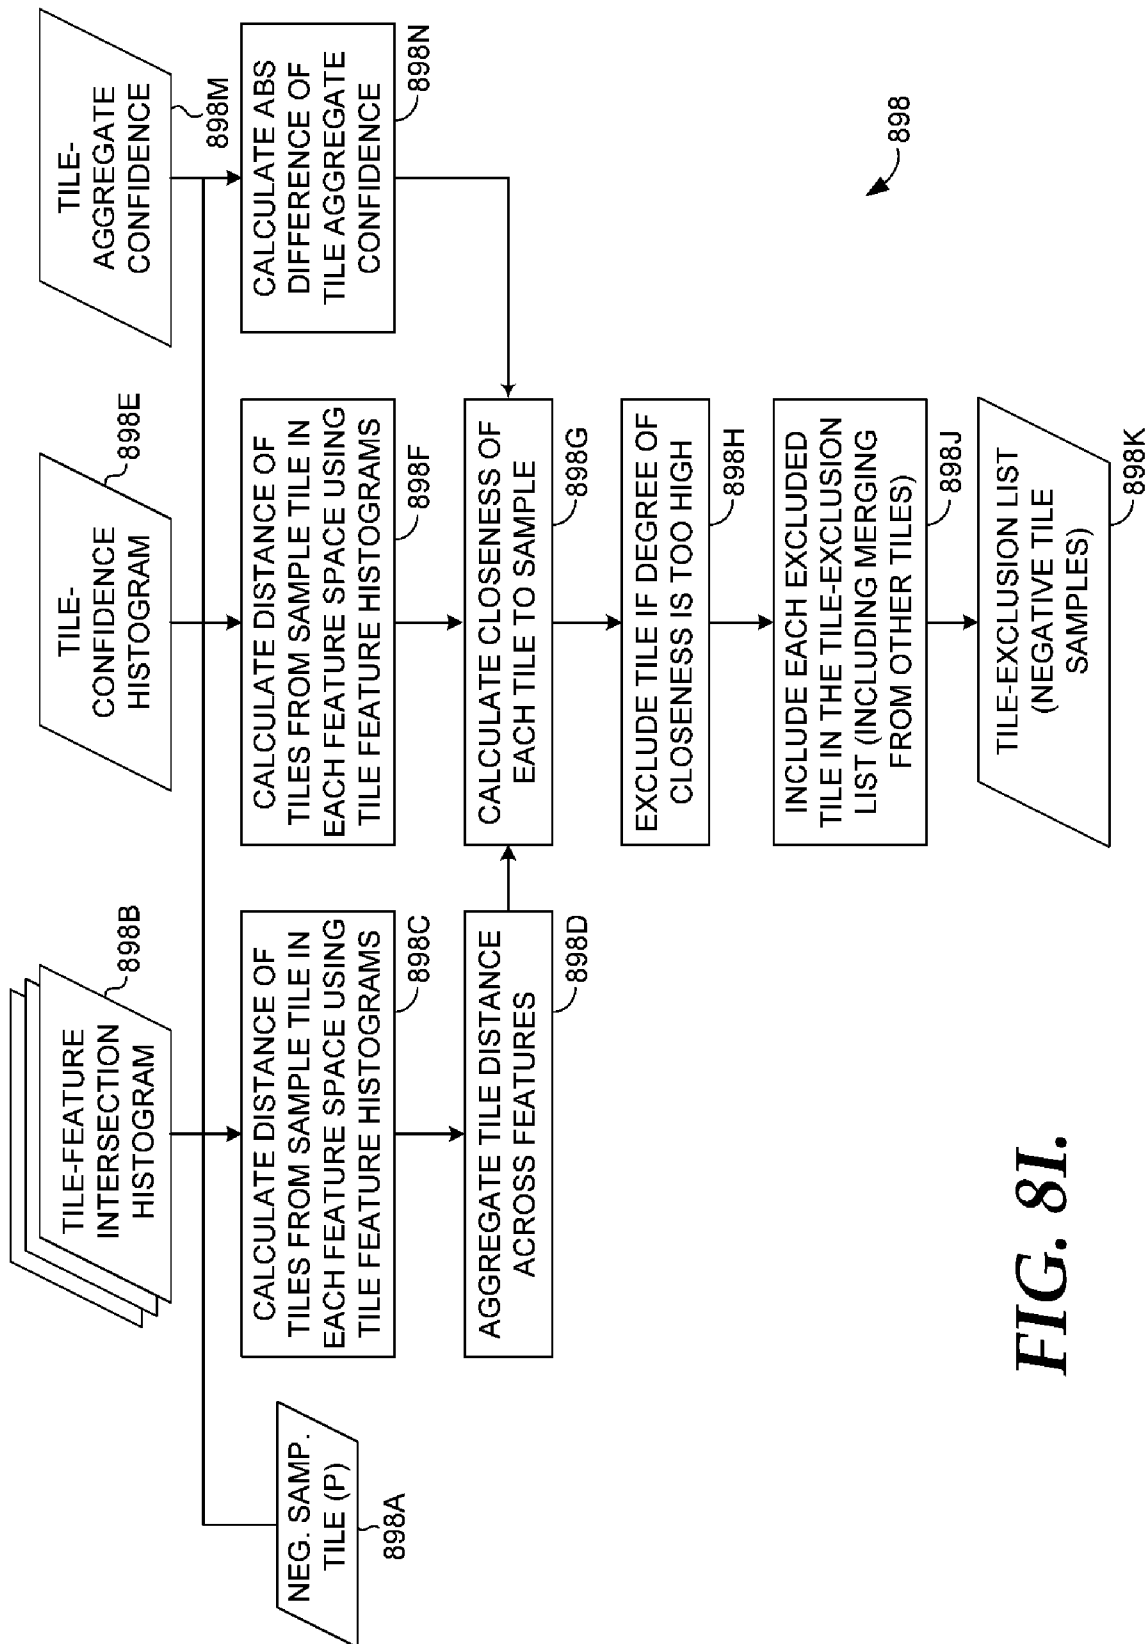 NEG. SAMP.
TILE (P)
898A
TILE-FEATURE
INTERSECTION
HISTOGRAM
898B
CALCULATE DISTANCE OF
TILES FROM SAMPLE TILE IN
EACH FEATURE SPACE USING
TILE FEATURE HISTOGRAMS
898C
AGGREGATE TILE DISTANCE
ACROSS FEATURES
898D
TILE-
CONFIDENCE
HISTOGRAM
898E
CALCULATE DISTANCE OF
TILES FROM SAMPLE TILE IN
EACH FEATURE SPACE USING
TILE FEATURE HISTOGRAMS
898F
TILE-
AGGREGATE
CONFIDENCE
898M
CALCULATE ABS
DIFFERENCE OF
TILE AGGREGATE
CONFIDENCE
898N
CALCULATE CLOSENESS OF
EACH TILE TO SAMPLE
898G
EXCLUDE TILE IF DEGREE OF
CLOSENESS IS TOO HIGH
898H
INCLUDE EACH EXCLUDED
TILE IN THE TILE-EXCLUSION
LIST (INCLUDING MERGING
FROM OTHER TILES)
898J
TILE-EXCLUSION LIST
(NEGATIVE TILE
SAMPLES)
898K
898
FIG. 8I.